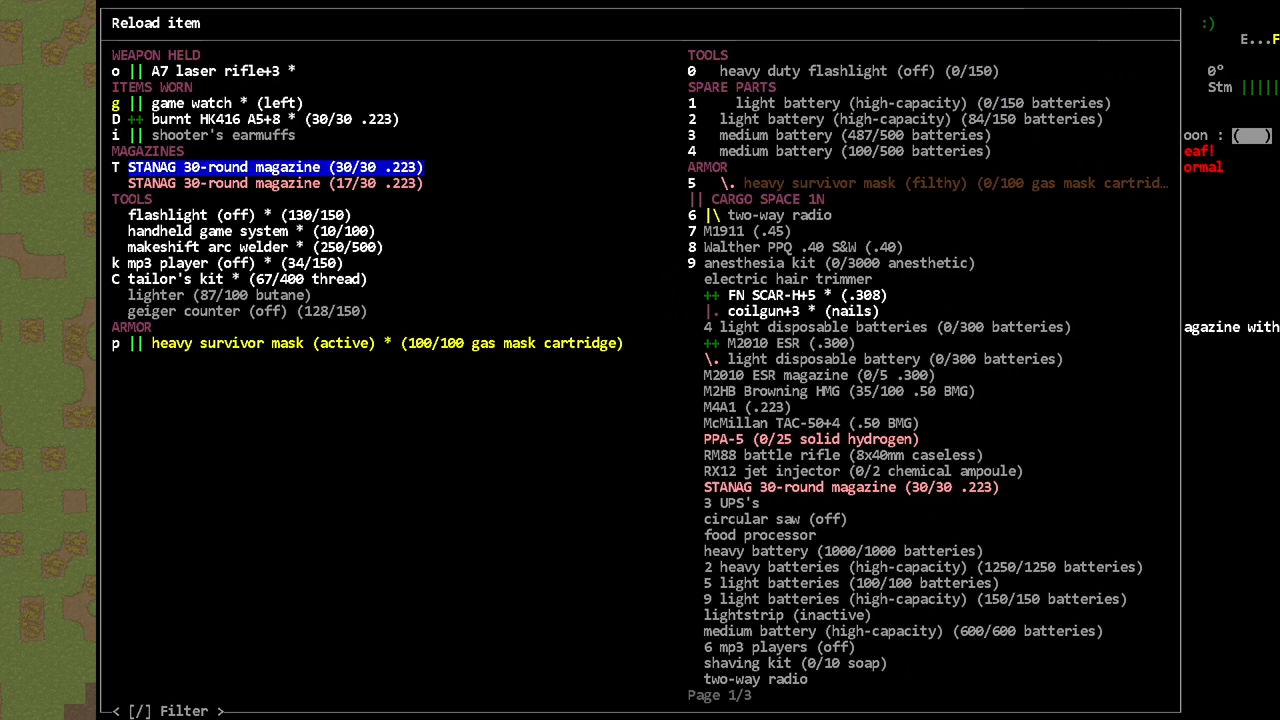 Reload item
WEAPON HELD
o || A7 laser rifle+3 *
ITEMS WORN
g || game watch * (left)
D ++ burnt HK416 A5+8 * (30/30 .223)
i || shooter's earmuffs
MAGAZINES
T STANAG 30-round magazine (30/30 .223)
STANAG 30-round magazine (17/30 .223)
TOOLS
flashlight (off) * (130/150)
handheld game system * (10/100)
makeshift arc welder * (250/500)
k mp3 player (off) * (34/150)
C tailor's kit * (67/400 thread)
lighter (87/100 butane)
geiger counter (off) (128/150)
ARMOR
p || heavy survivor mask (active) * (100/100 gas mask cartridge)
TOOLS
0 heavy duty flashlight (off) (0/150)
SPARE PARTS
1 light battery (high-capacity) (0/150 batteries)
2 light battery (high-capacity) (84/150 batteries)
3 medium battery (487/500 batteries)
4 medium battery (100/500 batteries)
ARMOR
5 \. heavy survivor mask (filthy) (0/100 gas mask cartrid…
|| CARGO SPACE 1N
6 |\ two-way radio
7 M1911 (.45)
8 Walther PPQ .40 S&W (.40)
9 anesthesia kit (0/3000 anesthetic)
electric hair trimmer
++ FN SCAR-H+5 * (.308)
|. coilgun+3 * (nails)
4 light disposable batteries (0/300 batteries)
++ M2010 ESR (.300)
\. light disposable battery (0/300 batteries)
M2010 ESR magazine (0/5 .300)
M2HB Browning HMG (35/100 .50 BMG)
M4A1 (.223)
McMillan TAC-50+4 (.50 BMG)
PPA-5 (0/25 solid hydrogen)
RM88 battle rifle (8x40mm caseless)
RX12 jet injector (0/2 chemical ampoule)
STANAG 30-round magazine (30/30 .223)
3 UPS's
circular saw (off)
food processor
heavy battery (1000/1000 batteries)
2 heavy batteries (high-capacity) (1250/1250 batteries)
5 light batteries (100/100 batteries)
9 light batteries (high-capacity) (150/150 batteries)
lightstrip (inactive)
medium battery (high-capacity) (600/600 batteries)
6 mp3 players (off)
shaving kit (0/10 soap)
two-way radio
Page 1/3
< [/] Filter >
:)
E...F
0°
Stm |||||
oon : (   )
eaf!
ormal
agazine with